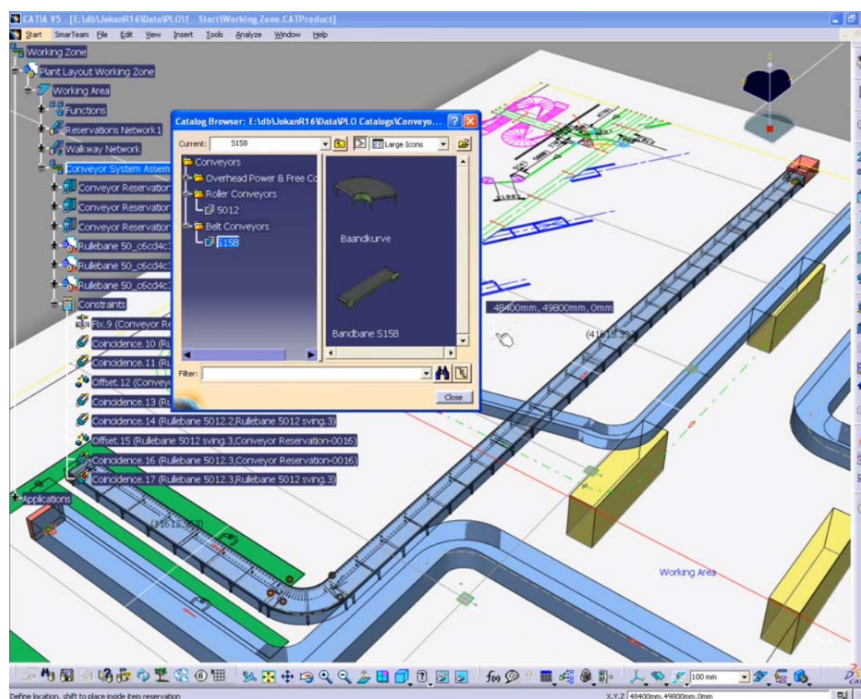 CATIA V5 - [E:\db\JokanR16\Data\PLO\1 - Start\Working Zone.CATProduct]
Start SmarTeam File Edit View Insert Tools Analyze Window Help
Working Zone
Plant Layout Working Zone
Working Area
Functions
Reservations Network.1
Walkway Network
Conveyor System Assem
Conveyor Reservation
Conveyor Reservation
Conveyor Reservation
Rullebane 50_c6cd4c3
Rullebane 50_c6cd4c3
Rullebane 50_c6cd4c3
Constraints
Fix.9 (Conveyor Re
Coincidence.10 (Ru
Coincidence.11 (Ru
Offset.12 (Convey
Coincidence.13 (Ru
Coincidence.14 (Rullebane 5012.2,Rullebane 5012 sving.3)
Offset.15 (Rullebane 5012 sving.3,Conveyor Reservation-0016)
Coincidence.16 (Rullebane 5012.3,Conveyor Reservation-0016)
Coincidence.17 (Rullebane 5012.3,Rullebane 5012 sving.3)
Applications
Catalog Browser: E:\db\JokanR16\Data\PLO Catalogs\Conveyo...
Current: S158
Large Icons
Conveyors
Overhead Power & Free Co
Roller Conveyors
5012
Belt Conveyors
S158
Baandkurve
Bandbane S158
Filter:
Close
48400mm, 49800mm, 0mm
Working Area
100 mm
Define location, shift to place inside item reservation
X,Y,Z 48400mm,49800mm,0mm